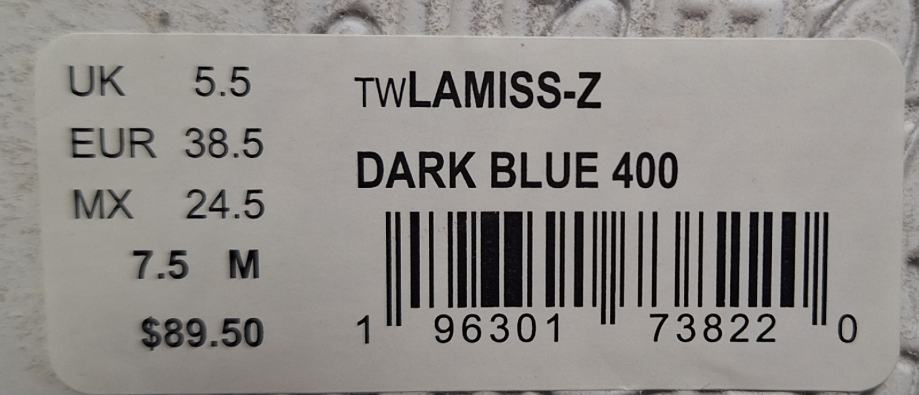 UK 5.5
EUR 38.5
MX 24.5
7.5 M
$89.50
TWLAMISS-Z
DARK BLUE 400
1 96301 73822 0